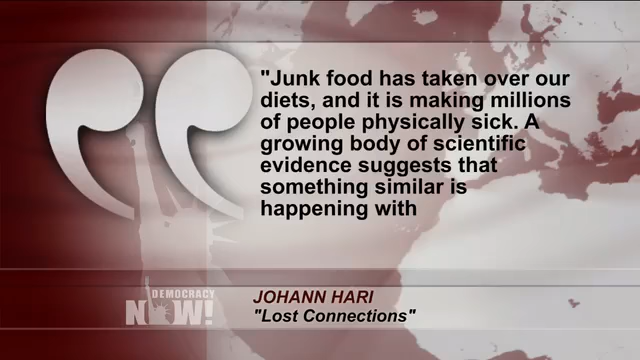 "Junk food has taken over our
diets, and it is making millions
of people physically sick. A
growing body of scientific
evidence suggests that
something similar is
happening with
DEMOCRACY
NOW!
JOHANN HARI
"Lost Connections"